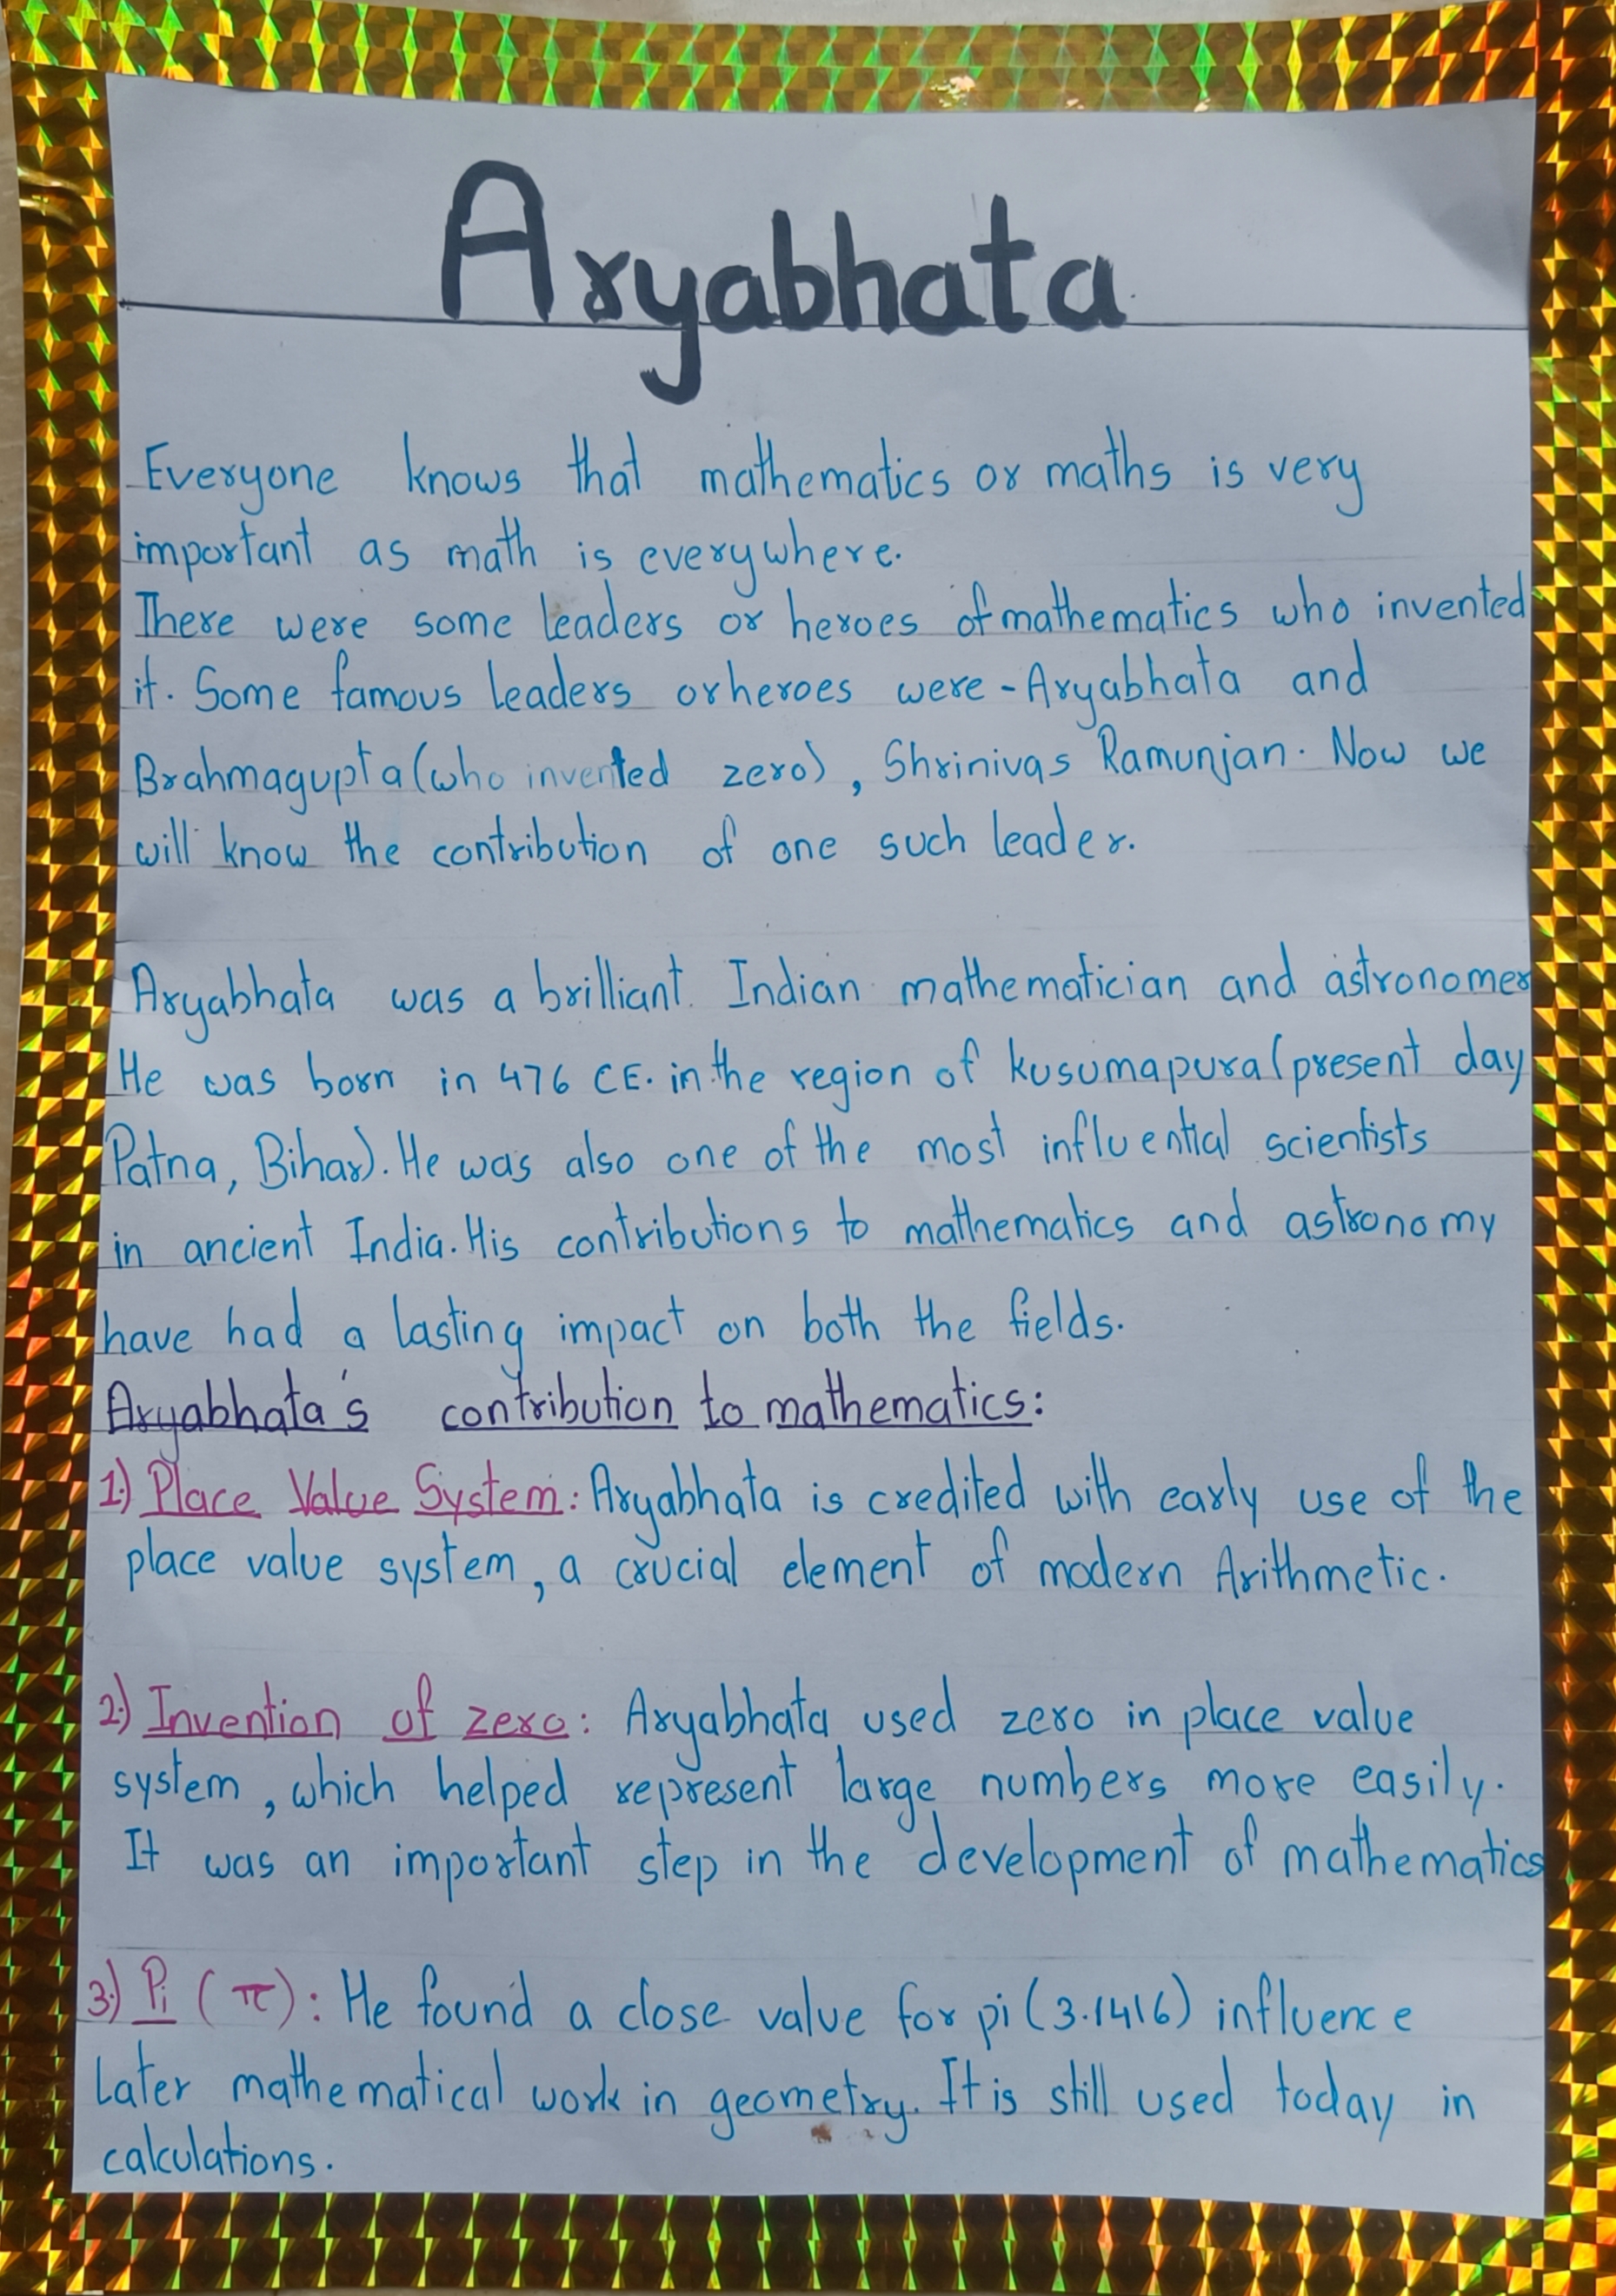 Aryabhata
Everyone knows that mathematics or maths is very
important as math is everywhere.
There were some leaders or heroes of mathematics who invented
it. Some famous leaders or heroes were - Aryabhata and
Brahmagupta (who invented zero), Shrinivas Ramunjan. Now we
will know the contribution of one such leader.
Aryabhata was a brilliant Indian mathematician and astronomer
He was born in 476 CE. in the region of kusumapura (present day
Patna, Bihar). He was also one of the most influential scientists
in ancient India. His contributions to mathematics and astronomy
have had a lasting impact on both the fields.
Aryabhata's contribution to mathematics:
1) Place Value System: Aryabhata is credited with early use of the
place value system, a crucial element of modern Arithmetic.
2) Invention of zero: Aryabhata used zero in place value
system, which helped represent large numbers more easily.
It was an important step in the development of mathematics
3) Pi (π): He found a close value for pi (3.1416) influence
later mathematical work in geometry. It is still used today in
calculations.